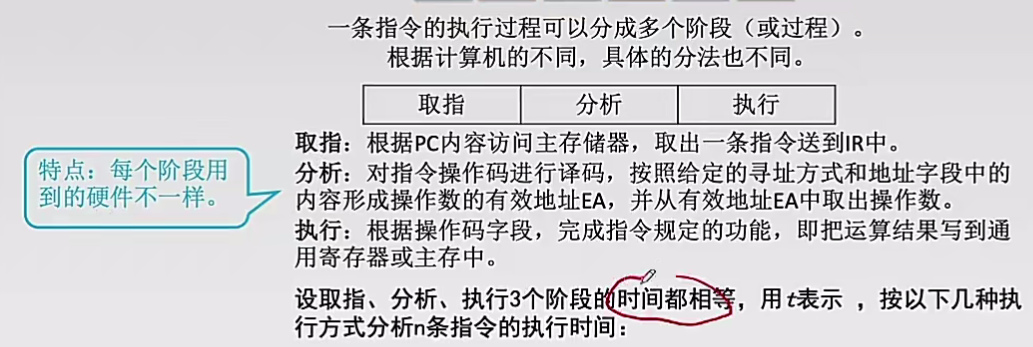 一条指令的执行过程可以分成多个阶段（或过程）。
根据计算机的不同，具体的分法也不同。
取指 分析 执行
取指：根据PC内容访问主存储器，取出一条指令送到IR中。
特点：每个阶段用
到的硬件不一样。
分析：对指令操作码进行译码，按照给定的寻址方式和地址字段中的
内容形成操作数的有效地址EA，并从有效地址EA中取出操作数。
执行：根据操作码字段，完成指令规定的功能，即把运算结果写到通
用寄存器或主存中。
设取指、分析、执行3个阶段的时间都相等，用t表示 ，按以下几种执
行方式分析n条指令的执行时间：